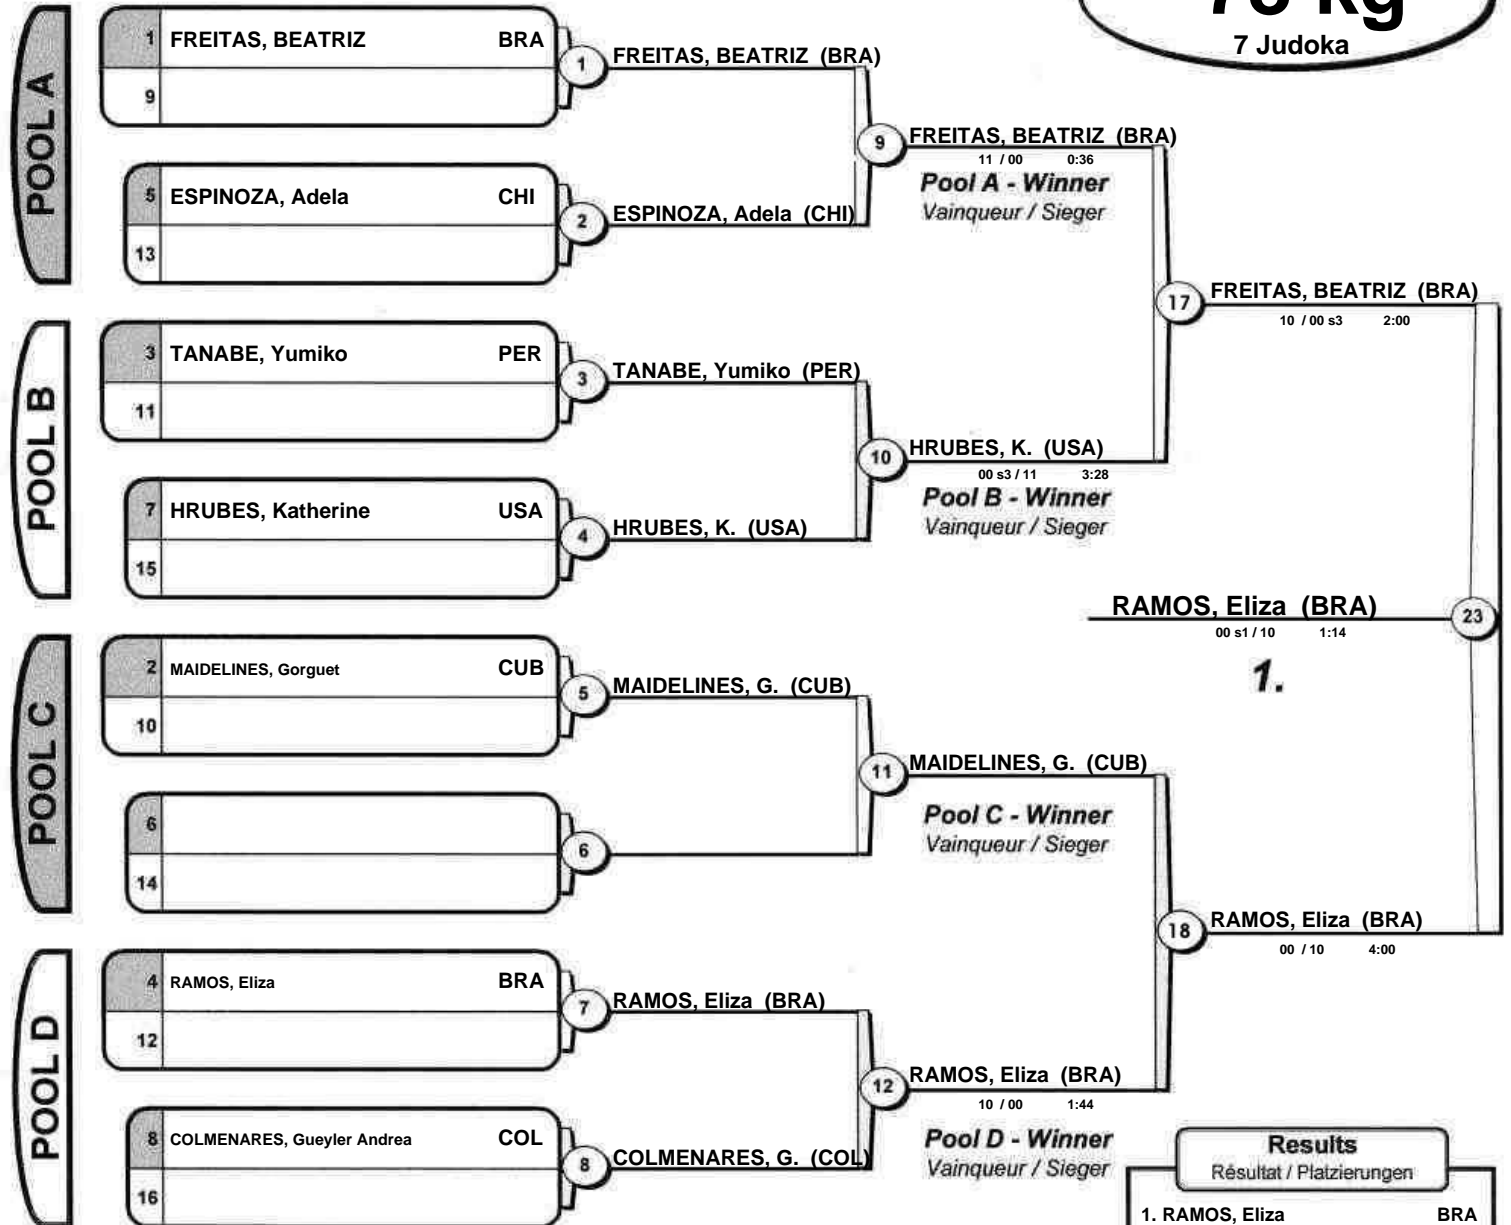 78 kg
7 Judoka
POOL A
1 FREITAS, BEATRIZ BRA
9
1 FREITAS, BEATRIZ (BRA)
5 ESPINOZA, Adela CHI
13
2 ESPINOZA, Adela (CHI)
9 FREITAS, BEATRIZ (BRA)
11 / 00 0:36
Pool A - Winner
Vainqueur / Sieger
POOL B
3 TANABE, Yumiko PER
11
3 TANABE, Yumiko (PER)
7 HRUBES, Katherine USA
15
4 HRUBES, K. (USA)
10 HRUBES, K. (USA)
00 s3 / 11 3:28
Pool B - Winner
Vainqueur / Sieger
17 FREITAS, BEATRIZ (BRA)
10 / 00 s3 2:00
RAMOS, Eliza (BRA) 23
00 s1 / 10 1:14
1.
POOL C
2 MAIDELINES, Gorguet CUB
10
5 MAIDELINES, G. (CUB)
6
14
6
11 MAIDELINES, G. (CUB)
Pool C - Winner
Vainqueur / Sieger
18 RAMOS, Eliza (BRA)
00 / 10 4:00
POOL D
4 RAMOS, Eliza BRA
12
7 RAMOS, Eliza (BRA)
8 COLMENARES, Gueyler Andrea COL
16
8 COLMENARES, G. (COL)
12 RAMOS, Eliza (BRA)
10 / 00 1:44
Pool D - Winner
Vainqueur / Sieger
Results
Résultat / Platzierungen
1. RAMOS, Eliza BRA